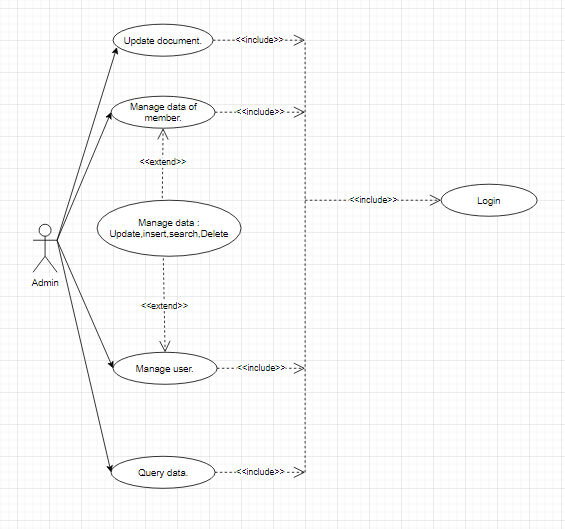 Update document.
<<include>>
Manage data of
member.
<<include>>
<<extend>>
<<include>>
Login
Manage data :
Update,insert,search,Delete
Admin
<<extend>>
Manage user.
<<include>>
Query data.
<<include>>